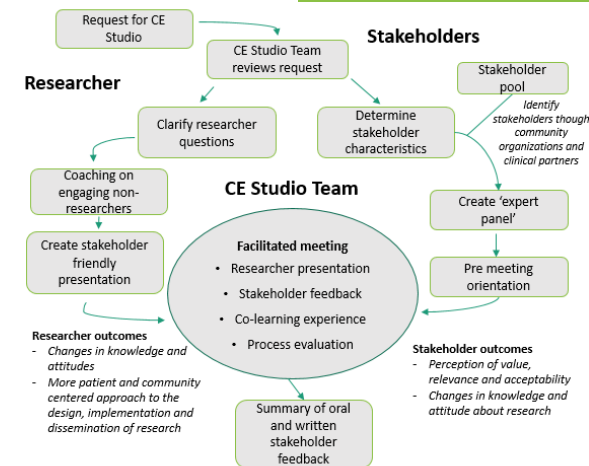 Request for CE
Studio
Stakeholders
CE Studio Team
reviews request
Researcher
Stakeholder
pool
Identify
stakeholders though
community
organizations and
clinical partners
Clarify researcher
questions
Determine
stakeholder
characteristics
Coaching on
engaging non-
researchers
CE Studio Team
Create 'expert
panel'
Create stakeholder
friendly
presentation
Facilitated meeting
• Researcher presentation
• Stakeholder feedback
• Co-learning experience
• Process evaluation
Pre meeting
orientation
Researcher outcomes
- Changes in knowledge and
attitudes
- More patient and community
centered approach to the
design, implementation and
dissemination of research
Stakeholder outcomes
- Perception of value,
relevance and acceptability
- Changes in knowledge and
attitude about research
Summary of oral
and written
stakeholder
feedback